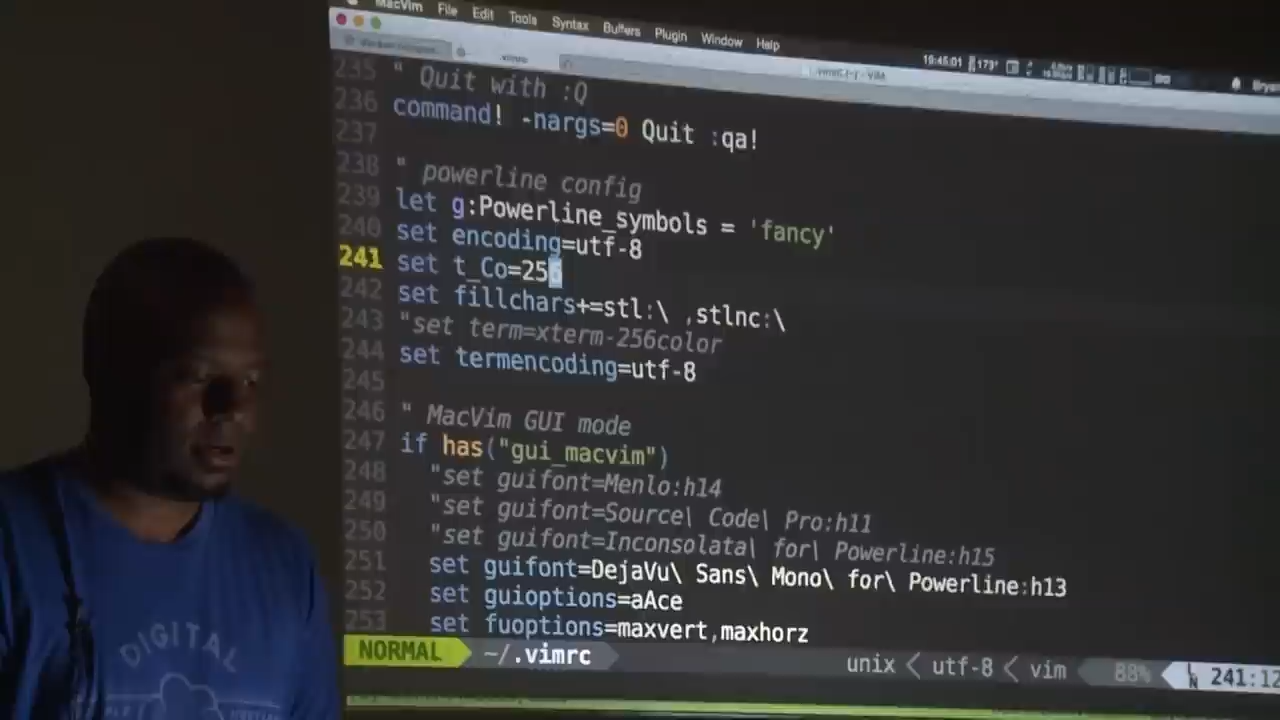 MacVim File Edit Tools Syntax Buffers Plugin Window Help
235 " Quit with :Q
236 command! -nargs=0 Quit :qa!
237
238 " powerline config
239 let g:Powerline_symbols = 'fancy'
240 set encoding=utf-8
241 set t_Co=256
242 set fillchars+=stl:\ ,stlnc:\
243 "set term=xterm-256color
244 set termencoding=utf-8
245
246 " MacVim GUI mode
247 if has("gui_macvim")
248 "set guifont=Menlo:h14
249 "set guifont=Source\ Code\ Pro:h11
250 "set guifont=Inconsolata\ for\ Powerline:h15
251 set guifont=DejaVu\ Sans\ Mono\ for\ Powerline:h13
252 set guioptions=aAce
253 set fuoptions=maxvert,maxhorz
NORMAL ~/.vimrc unix utf-8 vim 88% 241:12
DIGITAL